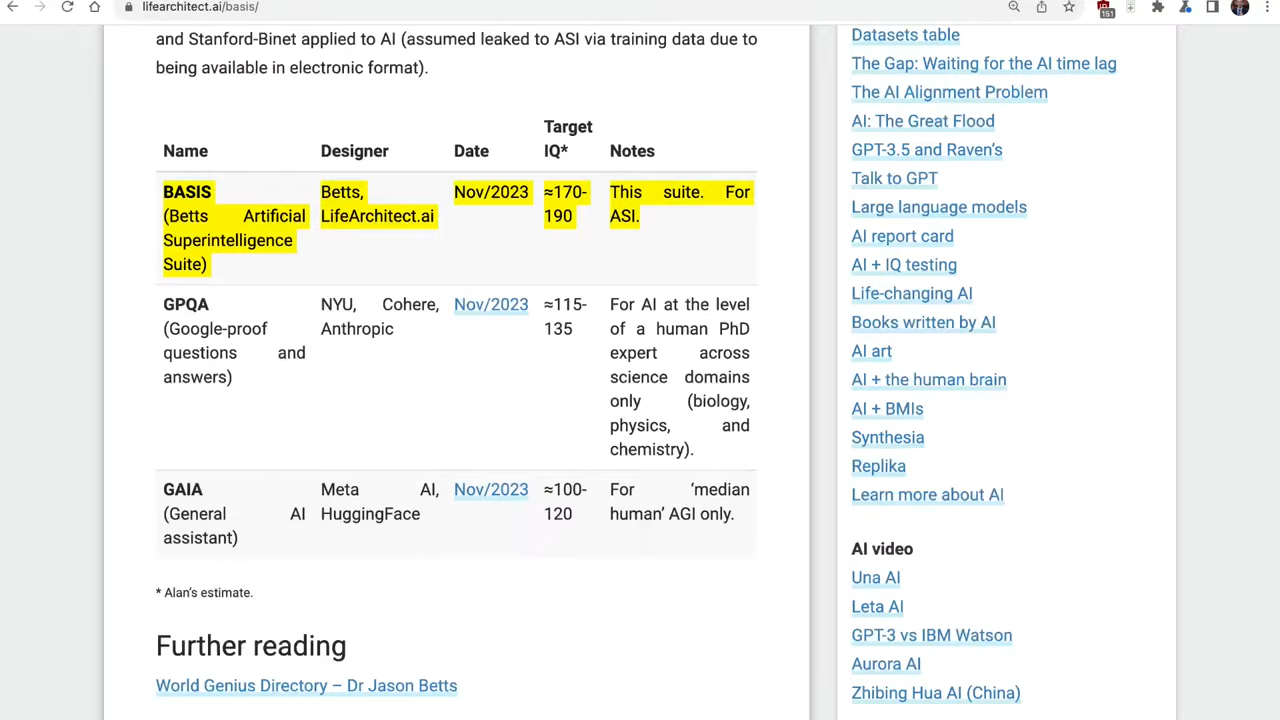 lifearchitect.ai/basis/
151
and Stanford-Binet applied to AI (assumed leaked to ASI via training data due to
being available in electronic format).
Target
Name Designer Date IQ* Notes
BASIS Betts, Nov/2023 ≈170- This suite. For
(Betts Artificial LifeArchitect.ai 190 ASI.
Superintelligence
Suite)
GPQA NYU, Cohere, Nov/2023 ≈115- For AI at the level
(Google-proof Anthropic 135 of a human PhD
questions and expert across
answers) science domains
only (biology,
physics, and
chemistry).
GAIA Meta AI, Nov/2023 ≈100- For ‘median
(General AI HuggingFace 120 human’ AGI only.
assistant)
* Alan’s estimate.
Further reading
World Genius Directory – Dr Jason Betts
Datasets table
The Gap: Waiting for the AI time lag
The AI Alignment Problem
AI: The Great Flood
GPT-3.5 and Raven’s
Talk to GPT
Large language models
AI report card
AI + IQ testing
Life-changing AI
Books written by AI
AI art
AI + the human brain
AI + BMIs
Synthesia
Replika
Learn more about AI
AI video
Una AI
Leta AI
GPT-3 vs IBM Watson
Aurora AI
Zhibing Hua AI (China)